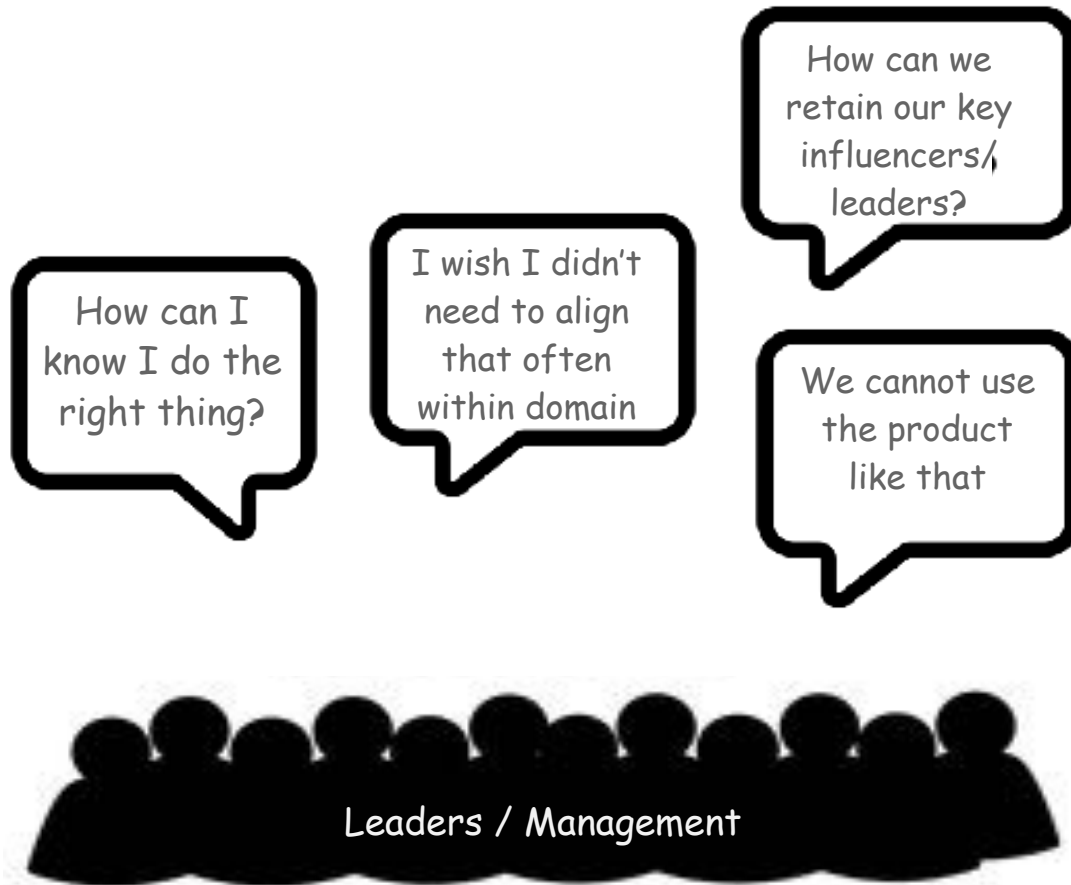 How can we
retain our key
influencers/
leaders?
I wish I didn't
need to align
that often
within domain
How can I
know I do the
right thing?
We cannot use
the product
like that
Leaders / Management